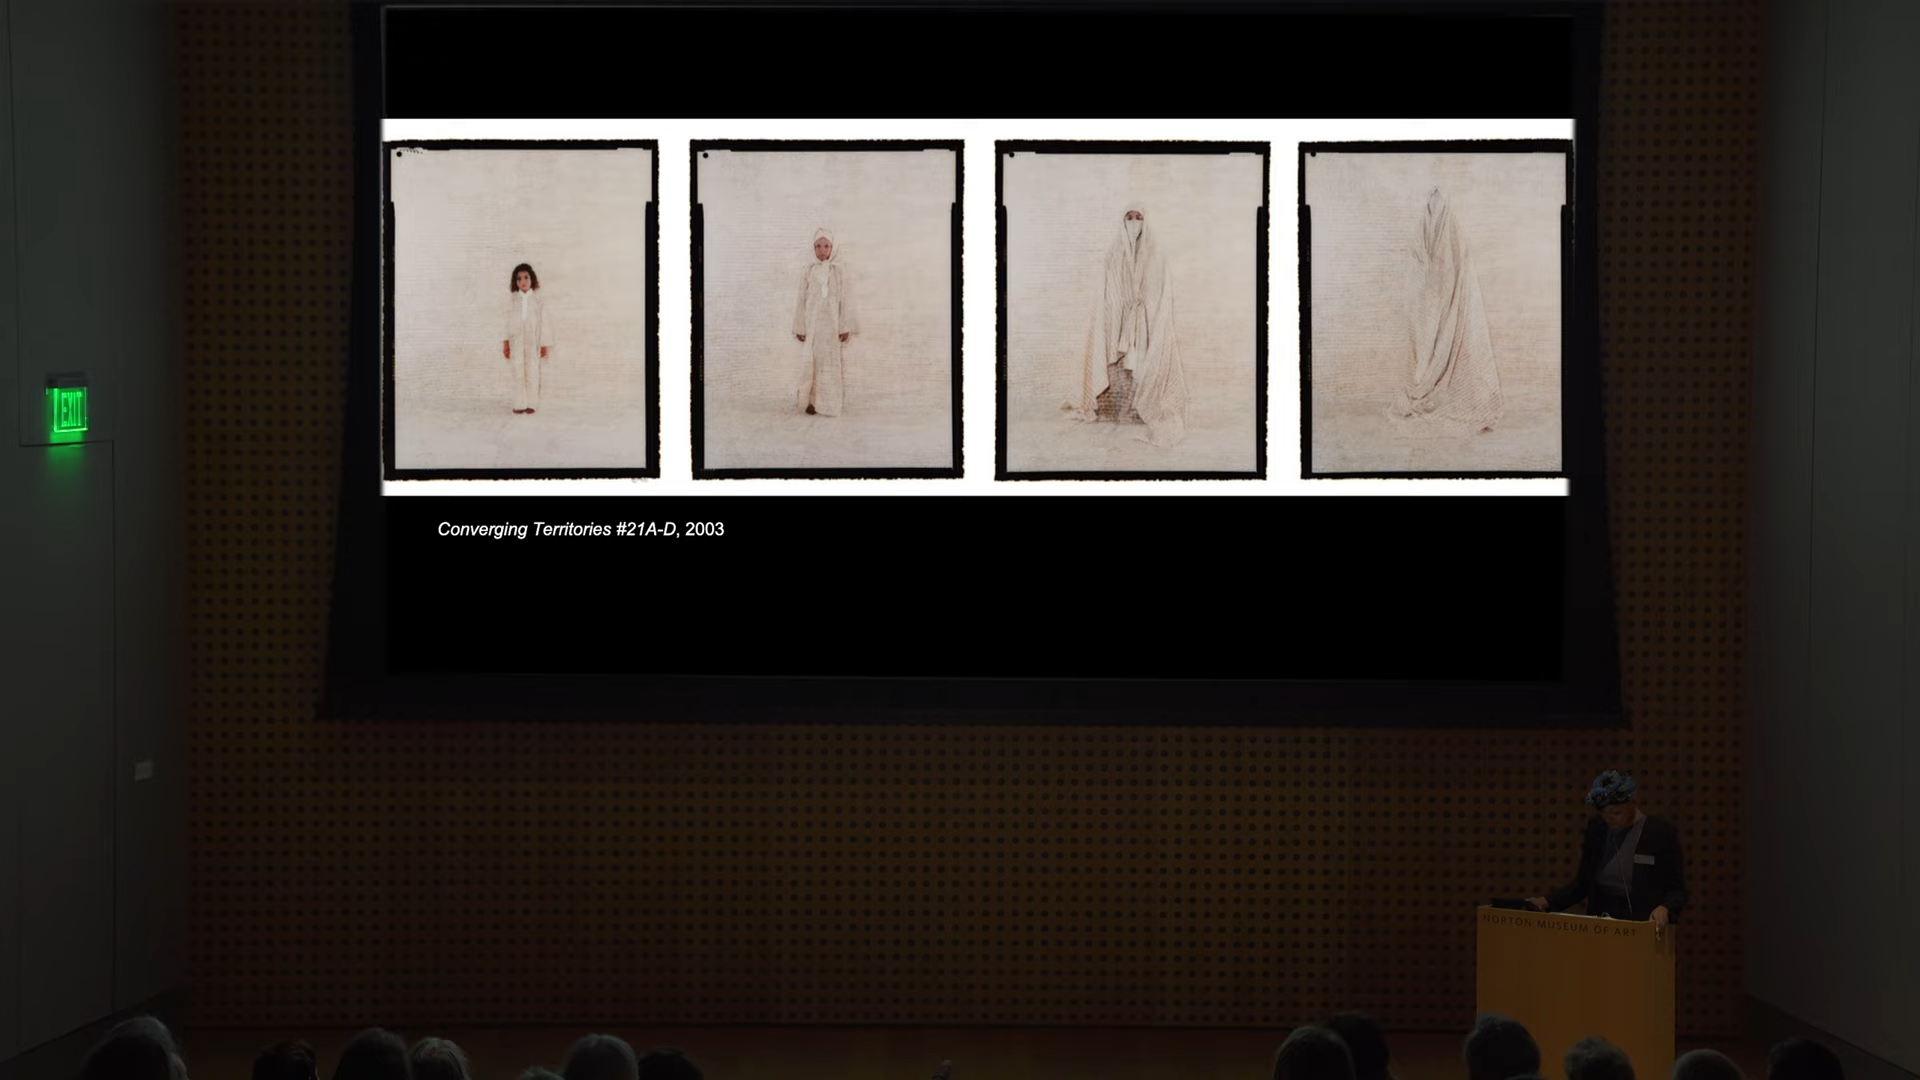 EXIT
Converging Territories #21A-D, 2003
NORTON MUSEUM OF ART